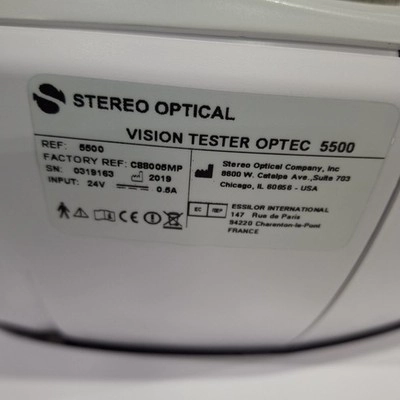 STEREO OPTICAL
VISION TESTER OPTEC 5500
REF: 5500
FACTORY REF: C88005MP
SN: 0319163 2019
INPUT: 24V 0.5A
Stereo Optical Company, Inc
8600 W. Catalpa Ave.,Suite 703
Chicago, IL 60656 - USA
EC REP
ESSILOR INTERNATIONAL
147 Rue de Paris
94220 Charenton-le-Pont
FRANCE